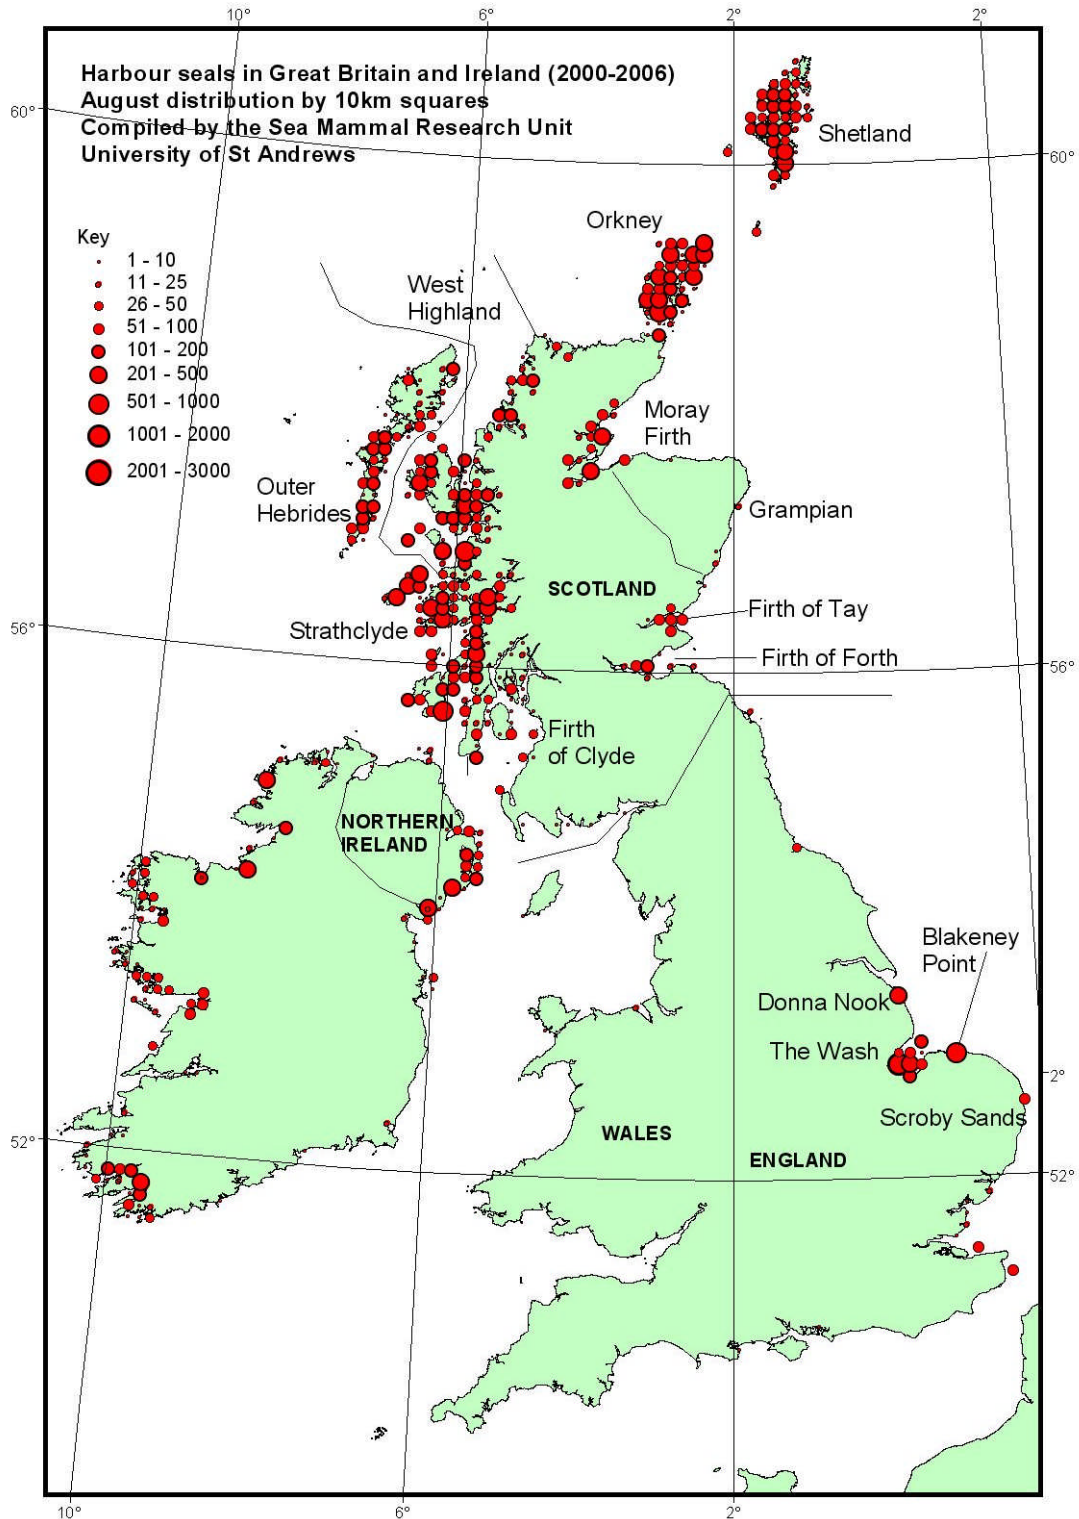 10°
6°
2°
2°
Harbour seals in Great Britain and Ireland (2000-2006)
August distribution by 10km squares
Compiled by the Sea Mammal Research Unit
University of St Andrews
60°
60°
Shetland
Orkney
Key
1 - 10
11 - 25
26 - 50
51 - 100
101 - 200
201 - 500
501 - 1000
1001 - 2000
2001 - 3000
West
Highland
Moray
Firth
Outer
Hebrides
Grampian
SCOTLAND
Firth of Tay
56°
Strathclyde
Firth of Forth
56°
Firth
of Clyde
NORTHERN
IRELAND
Blakeney
Point
Donna Nook
The Wash
2°
Scroby Sands
52°
WALES
ENGLAND
52°
10°
6°
2°